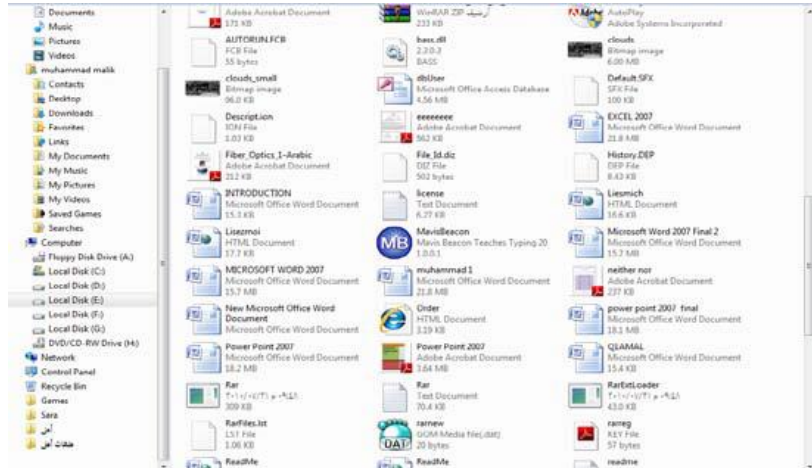 Documents
Music
Pictures
Videos
muhammad malik
Contacts
Desktop
Downloads
Favorites
Links
My Documents
My Music
My Pictures
My Videos
Saved Games
Searches
Computer
Floppy Disk Drive (A:)
Local Disk (C:)
Local Disk (D:)
Local Disk (E:)
Local Disk (F:)
Local Disk (G:)
DVD/CD-RW Drive (H:)
Network
Control Panel
Recycle Bin
Games
Sara
Adobe Acrobat Document
171 KB
AUTORUN.FCB
FCB File
55 bytes
clouds_small
Bitmap image
96.0 KB
Descript.ion
ION File
1.03 KB
Fiber_Optics_1-Arabic
Adobe Acrobat Document
212 KB
INTRODUCTION
Microsoft Office Word Document
15.1 KB
Lisezmoi
HTML Document
17.7 KB
MICROSOFT WORD 2007
Microsoft Office Word Document
15.7 MB
New Microsoft Office Word
Document
Microsoft Office Word Document
Power Point 2007
Microsoft Office Word Document
18.2 MB
Rar
309 KB
RarFiles.lst
LST File
1.06 KB
ReadMe
أرشيف WinRAR ZIP
233 KB
bass.dll
2.2.0.3
BASS
dbUser
Microsoft Office Access Database
4.56 MB
eeeeeeee
Adobe Acrobat Document
562 KB
File_Id.diz
DIZ File
502 bytes
license
Text Document
6.27 KB
MavisBeacon
Mavis Beacon Teaches Typing 20
1.0.0.1
muhammad 1
Microsoft Office Word Document
21.8 MB
Order
HTML Document
3.19 KB
Power Point 2007
Adobe Acrobat Document
3.64 MB
Rar
Text Document
70.4 KB
rarnew
GOM Media file(.dat)
20 bytes
ReadMe
AutoPlay
Adobe Systems Incorporated
clouds
Bitmap image
6.00 MB
Default.SFX
SFX File
100 KB
EXCEL 2007
Microsoft Office Word Document
21.8 MB
History.DEP
DEP File
8.43 KB
Liesmich
HTML Document
16.6 KB
Microsoft Word 2007 Final 2
Microsoft Office Word Document
15.7 MB
neither nor
Adobe Acrobat Document
237 KB
power point 2007 final
Microsoft Office Word Document
18.1 MB
Q1AMAL
Microsoft Office Word Document
15.4 KB
RarExtLoader
43.0 KB
rarreg
KEY File
57 bytes
readme